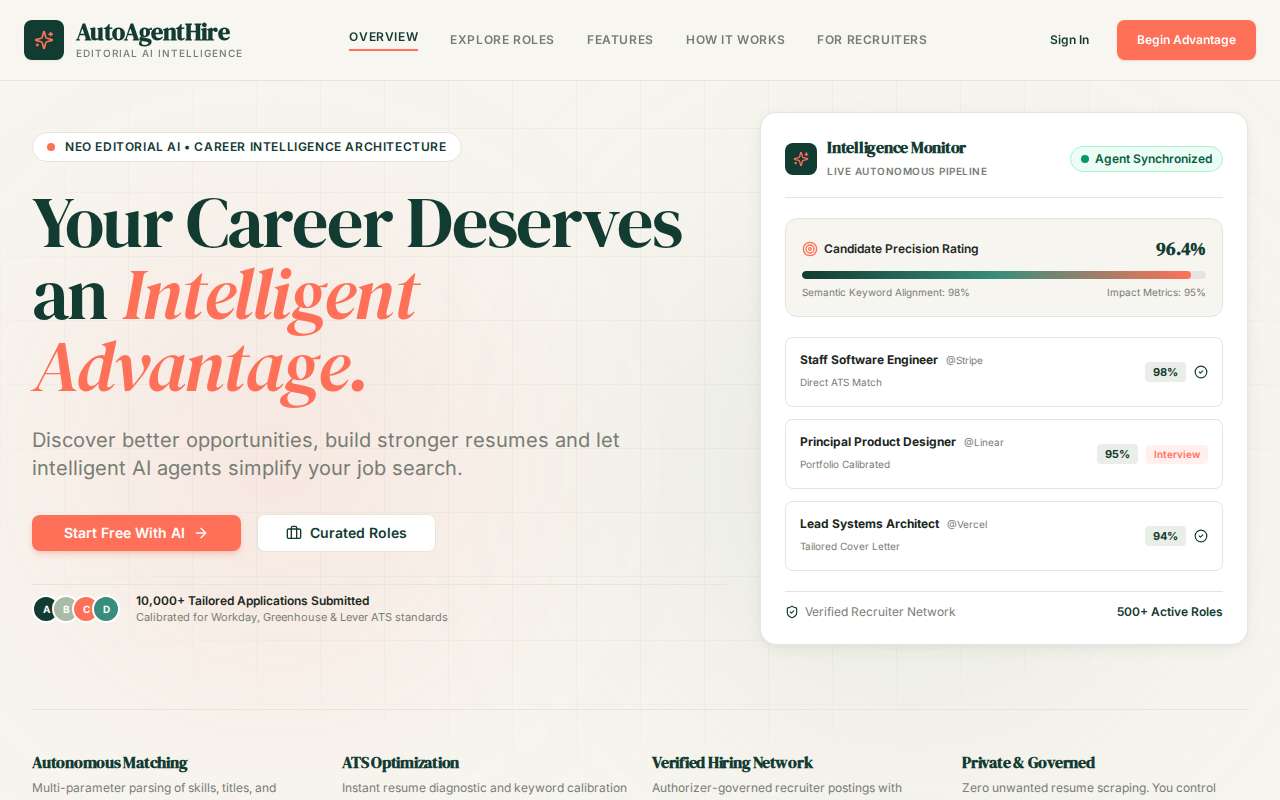 AutoAgentHire
EDITORIAL AI INTELLIGENCE
OVERVIEW
EXPLORE ROLES
FEATURES
HOW IT WORKS
FOR RECRUITERS
Sign In
Begin Advantage
NEO EDITORIAL AI • CAREER INTELLIGENCE ARCHITECTURE
Your Career Deserves
an Intelligent
Advantage.
Discover better opportunities, build stronger resumes and let
intelligent AI agents simplify your job search.
Start Free With AI
Curated Roles
A B C D
10,000+ Tailored Applications Submitted
Calibrated for Workday, Greenhouse & Lever ATS standards
Intelligence Monitor
LIVE AUTONOMOUS PIPELINE
Agent Synchronized
Candidate Precision Rating
96.4%
Semantic Keyword Alignment: 98%
Impact Metrics: 95%
Staff Software Engineer @Stripe
Direct ATS Match
98%
Principal Product Designer @Linear
Portfolio Calibrated
95%
Interview
Lead Systems Architect @Vercel
Tailored Cover Letter
94%
Verified Recruiter Network
500+ Active Roles
Autonomous Matching
Multi-parameter parsing of skills, titles, and
ATS Optimization
Instant resume diagnostic and keyword calibration
Verified Hiring Network
Authorizer-governed recruiter postings with
Private & Governed
Zero unwanted resume scraping. You control